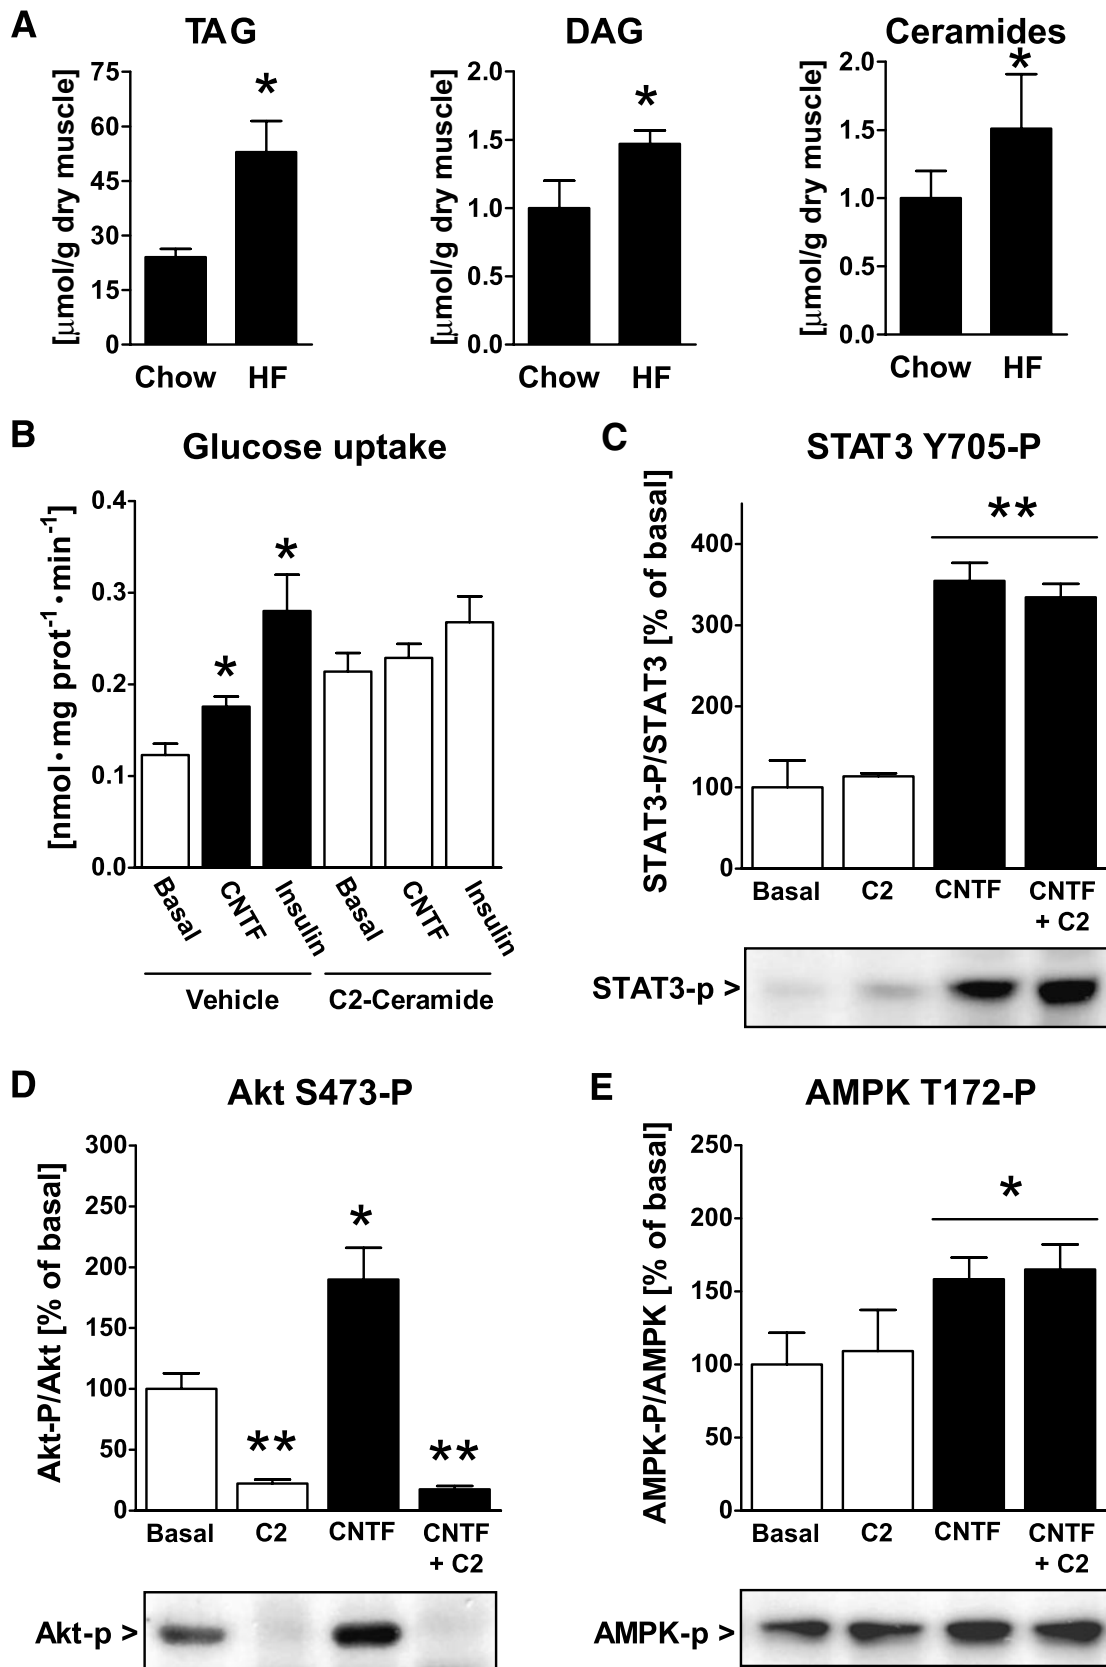 A
TAG
DAG
Ceramides
[μmol/g dry muscle]
75
60
45
30
15
0
*
Chow HF
[μmol/g dry muscle]
2.0
1.5
1.0
0.5
0.0
*
Chow HF
[μmol/g dry muscle]
2.0
1.5
1.0
0.5
0.0
*
Chow HF
B
Glucose uptake
[nmol·mg prot-1·min-1]
0.4
0.3
0.2
0.1
0.0
*
*
Basal CNTF Insulin Basal CNTF Insulin
Vehicle C2-Ceramide
C
STAT3 Y705-P
STAT3-P/STAT3 [% of basal]
400
300
200
100
0
**
Basal C2 CNTF CNTF
+ C2
STAT3-p >
D
Akt S473-P
Akt-P/Akt [% of basal]
300
250
200
150
100
50
0
**
*
**
Basal C2 CNTF CNTF
+ C2
Akt-p >
E
AMPK T172-P
AMPK-P/AMPK [% of basal]
250
200
150
100
50
0
*
Basal C2 CNTF CNTF
+ C2
AMPK-p >